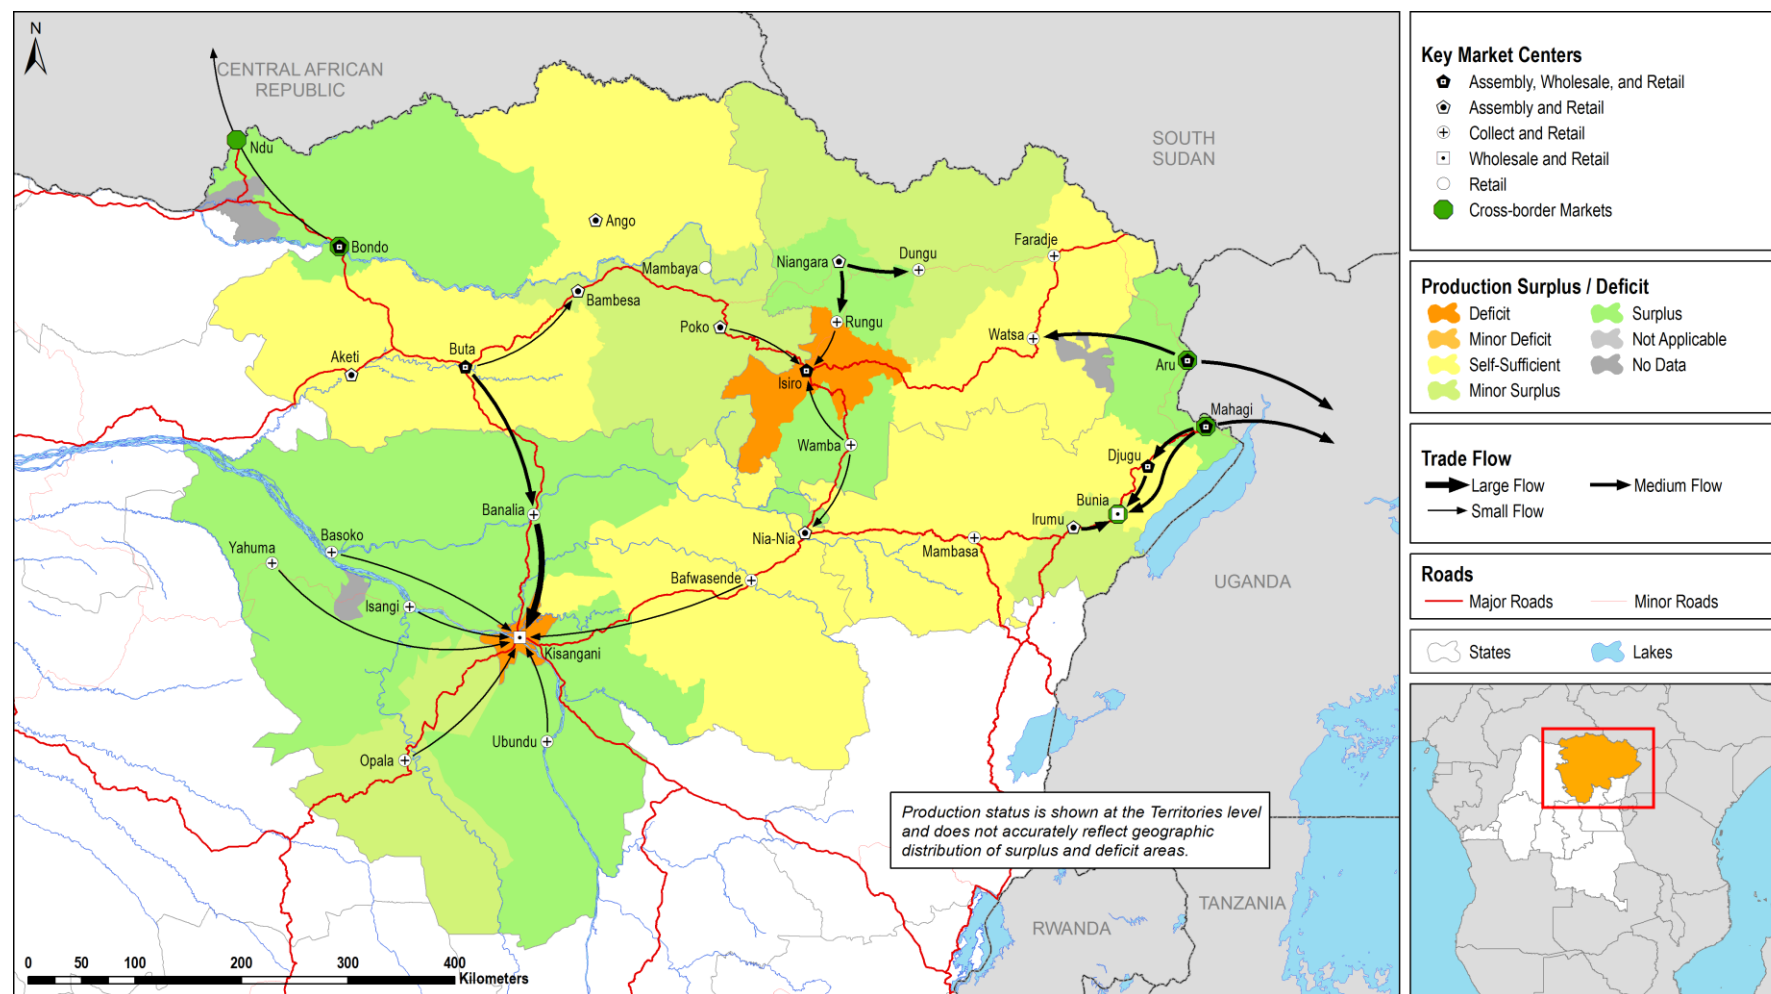 N
CENTRAL AFRICAN
REPUBLIC
SOUTH
SUDAN
Ndu
Bondo
Ango
Mambaya
Niangara
Dungu
Faradje
Bambesa
Poko
Rungu
Watsa
Aketi
Buta
Isiro
Aru
Mahagi
Wamba
Djugu
Bunia
Banalia
Irumu
Nia-Nia
Mambasa
Basoko
Yahuma
Bafwasende
Isangi
UGANDA
Kisangani
Ubundu
Opala
Production status is shown at the Territories level
and does not accurately reflect geographic
distribution of surplus and deficit areas.
TANZANIA
RWANDA
0 50 100 200 300 400
Kilometers
Key Market Centers
Assembly, Wholesale, and Retail
Assembly and Retail
Collect and Retail
Wholesale and Retail
Retail
Cross-border Markets
Production Surplus / Deficit
Deficit
Surplus
Minor Deficit
Not Applicable
Self-Sufficient
No Data
Minor Surplus
Trade Flow
Large Flow
Medium Flow
Small Flow
Roads
Major Roads
Minor Roads
States
Lakes